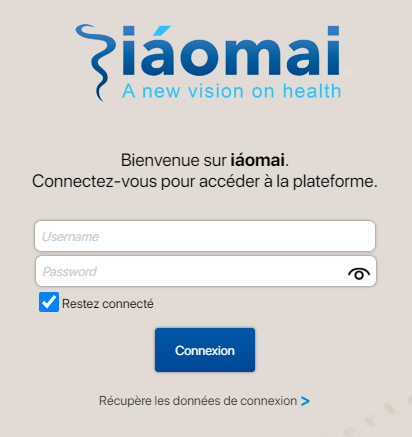 iáomai
A new vision on health
Bienvenue sur iáomai.
Connectez-vous pour accéder à la plateforme.
Username
Password
Restez connecté
Connexion
Récupère les données de connexion >